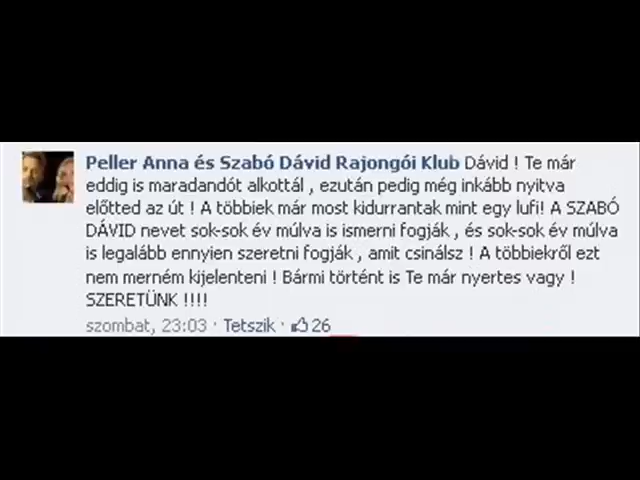 Peller Anna és Szabó Dávid Rajongói Klub Dávid ! Te már
eddig is maradandót alkottál , ezután pedig még inkább nyitva
előtted az út ! A többiek már most kidurrantak mint egy lufi! A SZABÓ
DÁVID nevet sok-sok év múlva is ismerni fogják , és sok-sok év múlva
is legalább ennyien szeretni fogják , amit csinálsz ! A többiekről ezt
nem merném kijelenteni ! Bármi történt is Te már nyertes vagy !
SZERETÜNK !!!!
szombat, 23:03 · Tetszik · 26